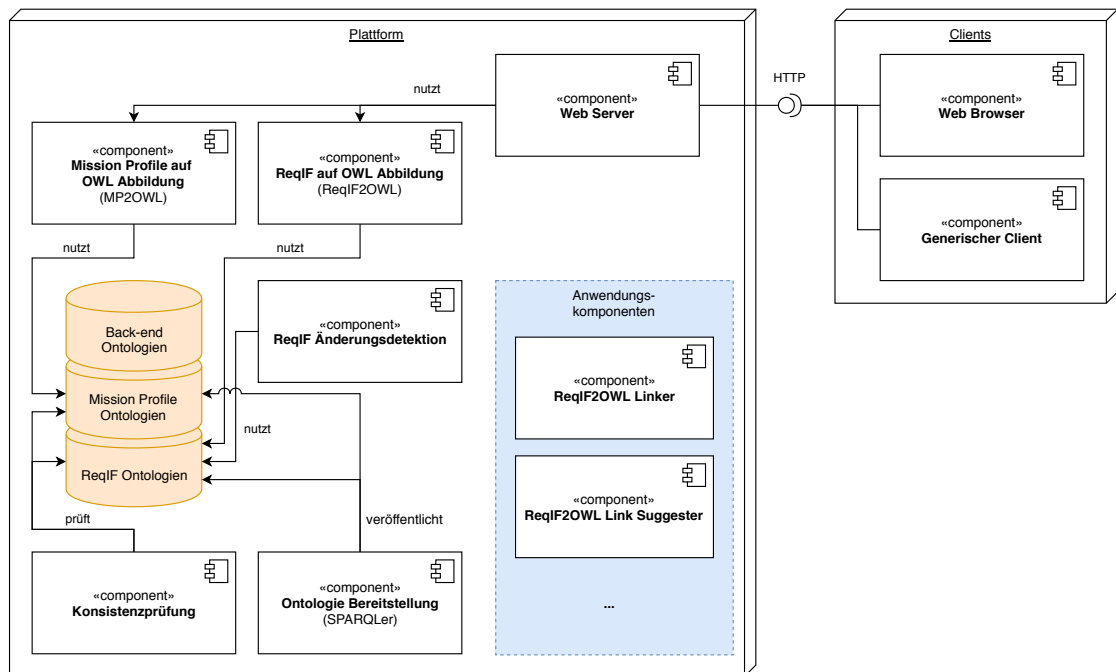 Plattform
Clients
«component»
Web Server
HTTP
«component»
Web Browser
nutzt
«component»
Mission Profile auf
OWL Abbildung
(MP2OWL)
«component»
ReqIF auf OWL Abbildung
(ReqIF2OWL)
«component»
Generischer Client
nutzt
nutzt
Back-end
Ontologien
«component»
ReqIF Änderungsdetektion
Anwendungs-
komponenten
Mission Profile
Ontologien
«component»
ReqIF2OWL Linker
nutzt
ReqIF Ontologien
«component»
ReqIF2OWL Link Suggester
prüft
veröffentlicht
«component»
Konsistenzprüfung
«component»
Ontologie Bereitstellung
(SPARQLer)
...